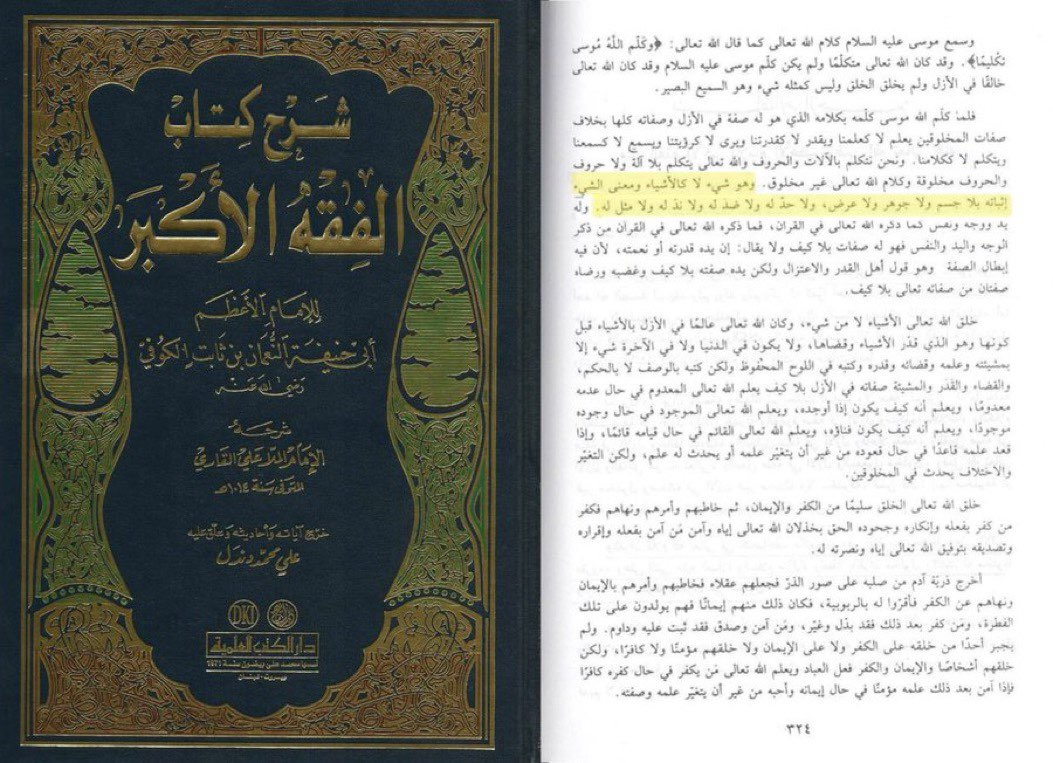 شرح كتاب
الفقه الأكبر
للإمام الأعظم
أبي حنيفة النعمان بن ثابت الكوفي
رضي الله عنه
شرحه
الإمام الملا علي القاري
المتوفى سنة ١٠١٤هـ
خرج آياته وأحاديثه وعلق عليه
علي محمد دندل
DKI
دار الكتب العلمية
أسسها محمد علي بيضون سنة 1971
بيروت - لبنان
وسمع موسى عليه السلام كلام الله تعالى كما قال الله تعالى: ﴿وكلّم اللَّهُ مُوسى
تكليمًا﴾. وقد كان الله تعالى متكلّمًا ولم يكن كلّم موسى عليه السلام وقد كان الله تعالى
خالقًا في الأزل ولم يخلق الخلق وليس كمثله شيء وهو السميع البصير.
فلما كلّم الله موسى كلّمه بكلامه الذي هو له صفة في الأزل وصفاته كلها بخلاف
صفات المخلوقين يعلم لا كعلمنا ويقدر لا كقدرتنا ويرى لا كرؤيتنا ويسمع لا كسمعنا
ويتكلم لا ككلامنا. ونحن نتكلم بالآلات والحروف والله تعالى يتكلم بلا آلة ولا حروف
والحروف مخلوقة وكلام الله تعالى غير مخلوق. وهو شيء لا كالأشياء ومعنى الشيء
إثباته بلا جسم ولا جوهر ولا عرض، ولا حدّ له ولا ضدّ له ولا ندّ له ولا مثل له. وله
يد ووجه ونفس كما ذكره الله تعالى في القرآن، فما ذكره الله تعالى في القرآن من ذكر
الوجه واليد والنفس فهو له صفات بلا كيف ولا يقال: إن يده قدرته أو نعمته، لأن فيه
إبطال الصفة وهو قول أهل القدر والاعتزال ولكن يده صفته بلا كيف وغضبه ورضاه
صفتان من صفاته تعالى بلا كيف.
خلق الله تعالى الأشياء لا من شيء، وكان الله تعالى عالمًا في الأزل بالأشياء قبل
كونها وهو الذي قدّر الأشياء وقضاها، ولا يكون في الدنيا ولا في الآخرة شيء إلا
بمشيئته وعلمه وقضائه وقدره وكتبه في اللوح المحفوظ ولكن كتبه بالوصف لا بالحكم،
والقضاء والقَدَر والمشيئة صفاته في الأزل بلا كيف يعلم الله تعالى المعدوم في حال عدمه
معدومًا، ويعلم أنه كيف يكون إذا أوجده، ويعلم الله تعالى الموجود في حال وجوده
موجودًا، ويعلم أنه كيف يكون فناؤه، ويعلم الله تعالى القائم في حال قيامه قائمًا، وإذا
قعد علمه قاعدًا في حال قعوده من غير أن يتغيّر علمه أو يحدث له علم، ولكن التغيّر
والاختلاف يحدث في المخلوقين.
خلق الله تعالى الخلق سليمًا من الكفر والإيمان، ثم خاطبهم وأمرهم ونهاهم فكفر
من كفر بفعله وإنكاره وجحوده الحق بخذلان الله تعالى إياه وآمن مَن آمن بفعله وإقراره
وتصديقه بتوفيق الله تعالى إياه ونصرته له.
أخرج ذريّة آدم من صلبه على صور الذرّ فجعلهم عقلاء فخاطبهم وأمرهم بالإيمان
ونهاهم عن الكفر فأقرّوا له بالربوبية، فكان ذلك منهم إيمانًا فهم يولدون على تلك
الفطرة، ومَن كفر بعد ذلك فقد بدّل وغيّر، ومَن آمن وصدق فقد ثبت عليه وداوم. ولم
يجبر أحدًا من خلقه على الكفر ولا على الإيمان ولا خلقهم مؤمنًا ولا كافرًا، ولكن
خلقهم أشخاصًا والإيمان والكفر فعل العباد ويعلم الله تعالى مَن يكفر في حال كفره كافرًا
فإذا آمن بعد ذلك علمه مؤمنًا في حال إيمانه وأحبه من غير أن يتغيّر علمه وصفته.
٣٢٤